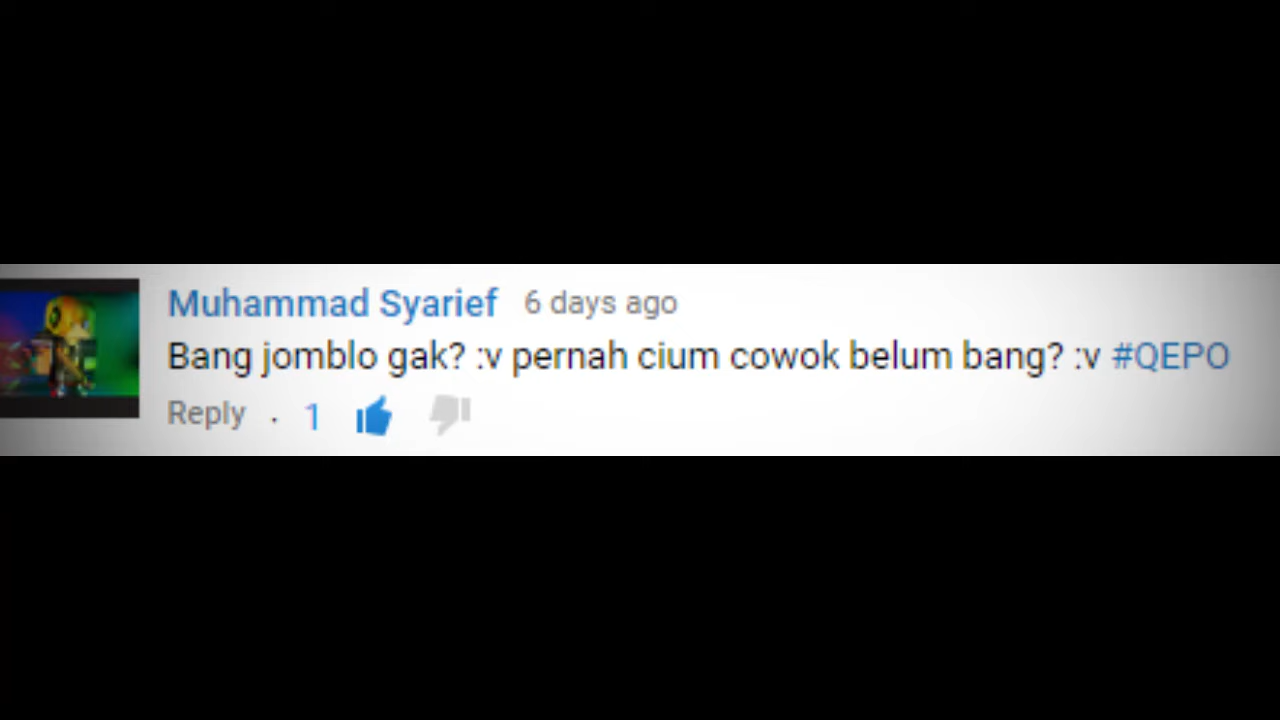 Muhammad Syarief 6 days ago
Bang jomblo gak? :v pernah cium cowok belum bang? :v #QEPO
Reply · 1